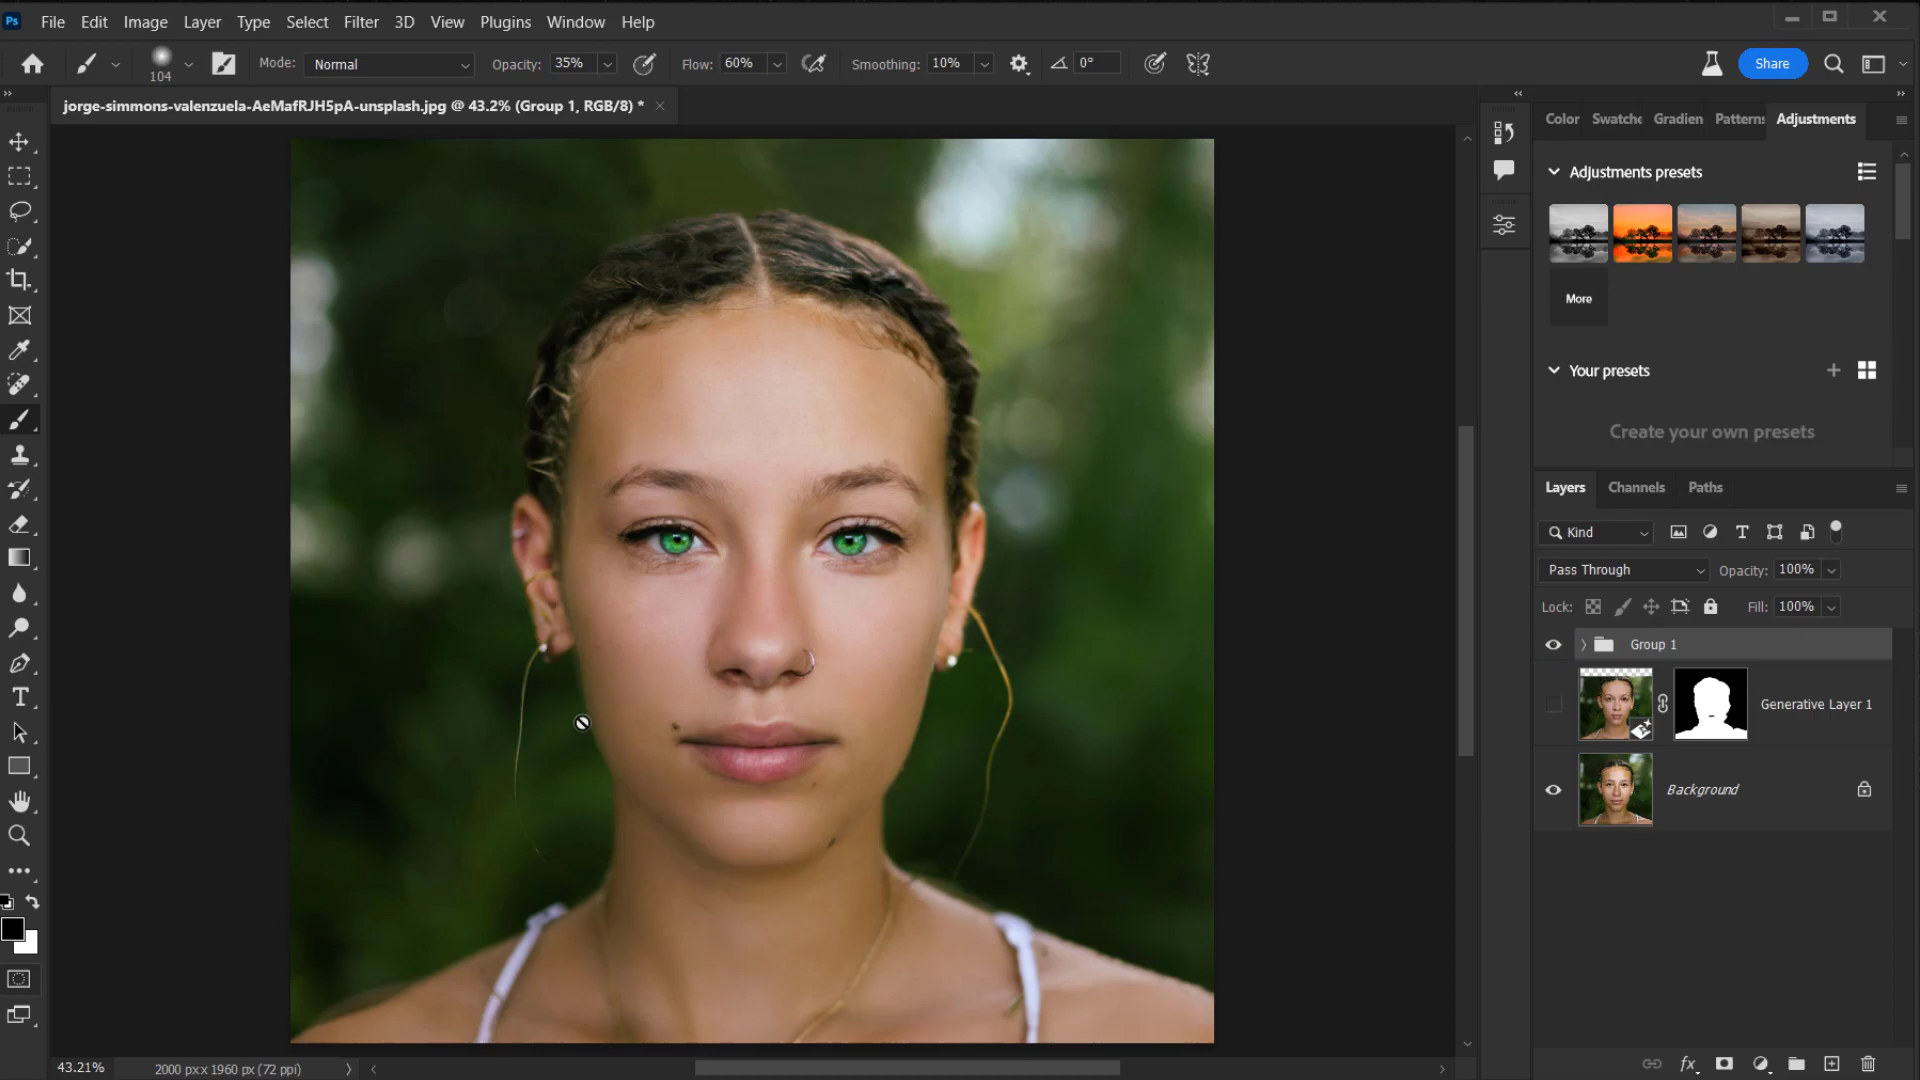 Ps File Edit Image Layer Type Select Filter 3D View Plugins Window Help
104 Mode: Normal Opacity: 35% Flow: 60% Smoothing: 10% 0° Share
jorge-simmons-valenzuela-AeMafRJH5pA-unsplash.jpg @ 43.2% (Group 1, RGB/8) *
Color Swatche Gradien Patterns Adjustments
Adjustments presets
More
Your presets
Create your own presets
Layers Channels Paths
Kind
Pass Through Opacity: 100%
Lock: Fill: 100%
Group 1
Generative Layer 1
Background
43.21% 2000 px x 1960 px (72 ppi)